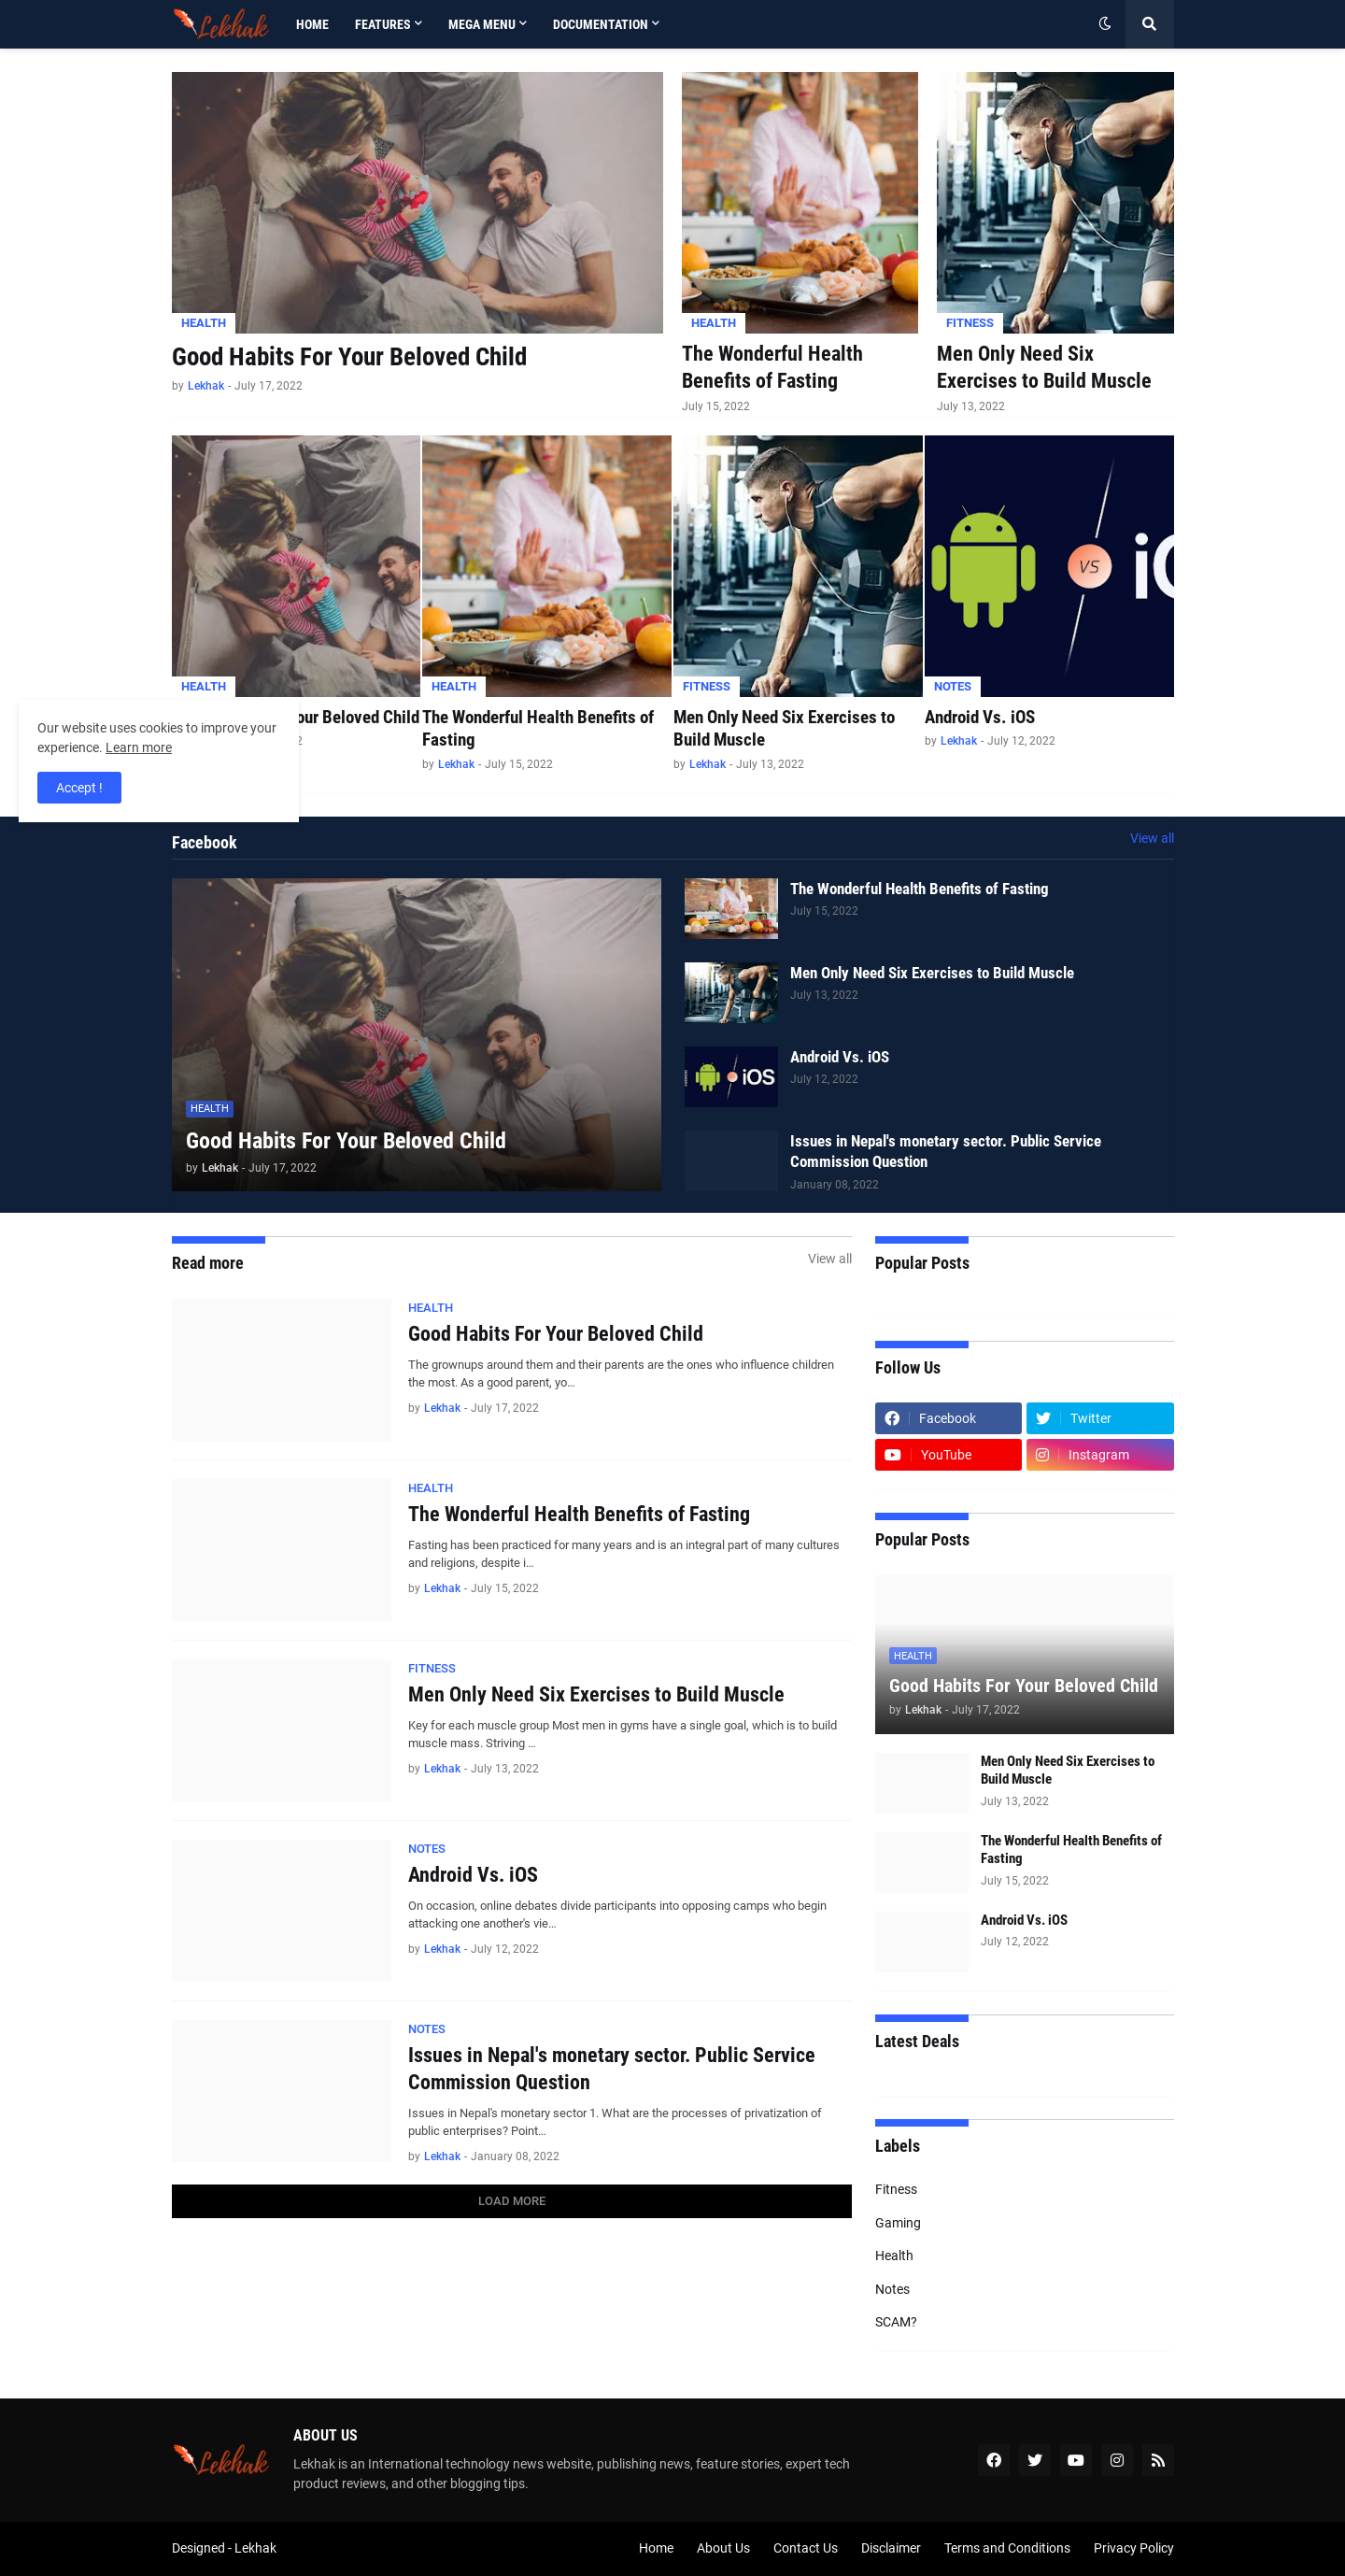 Lekhak
HOME
FEATURES
MEGA MENU
DOCUMENTATION
HEALTH
Good Habits For Your Beloved Child
by Lekhak - July 17, 2022
HEALTH
The Wonderful Health
Benefits of Fasting
July 15, 2022
FITNESS
Men Only Need Six
Exercises to Build Muscle
July 13, 2022
HEALTH
our Beloved Child
HEALTH
The Wonderful Health Benefits of
Fasting
by Lekhak - July 15, 2022
FITNESS
Men Only Need Six Exercises to
Build Muscle
by Lekhak - July 13, 2022
VS
NOTES
Android Vs. iOS
by Lekhak - July 12, 2022
Our website uses cookies to improve your
experience. Learn more
Accept !
Facebook
View all
HEALTH
Good Habits For Your Beloved Child
by Lekhak - July 17, 2022
The Wonderful Health Benefits of Fasting
July 15, 2022
Men Only Need Six Exercises to Build Muscle
July 13, 2022
iOS
Android Vs. iOS
July 12, 2022
Issues in Nepal's monetary sector. Public Service
Commission Question
January 08, 2022
Read more
View all
HEALTH
Good Habits For Your Beloved Child
The grownups around them and their parents are the ones who influence children
the most. As a good parent, yo...
by Lekhak - July 17, 2022
HEALTH
The Wonderful Health Benefits of Fasting
Fasting has been practiced for many years and is an integral part of many cultures
and religions, despite i...
by Lekhak - July 15, 2022
FITNESS
Men Only Need Six Exercises to Build Muscle
Key for each muscle group Most men in gyms have a single goal, which is to build
muscle mass. Striving ...
by Lekhak - July 13, 2022
NOTES
Android Vs. iOS
On occasion, online debates divide participants into opposing camps who begin
attacking one another's vie...
by Lekhak - July 12, 2022
NOTES
Issues in Nepal's monetary sector. Public Service
Commission Question
Issues in Nepal's monetary sector 1. What are the processes of privatization of
public enterprises? Point...
by Lekhak - January 08, 2022
LOAD MORE
Popular Posts
Follow Us
Facebook
Twitter
YouTube
Instagram
Popular Posts
HEALTH
Good Habits For Your Beloved Child
by Lekhak - July 17, 2022
Men Only Need Six Exercises to
Build Muscle
July 13, 2022
The Wonderful Health Benefits of
Fasting
July 15, 2022
Android Vs. iOS
July 12, 2022
Latest Deals
Labels
Fitness
Gaming
Health
Notes
SCAM?
Lekhak
ABOUT US
Lekhak is an International technology news website, publishing news, feature stories, expert tech
product reviews, and other blogging tips.
Designed - Lekhak
Home
About Us
Contact Us
Disclaimer
Terms and Conditions
Privacy Policy